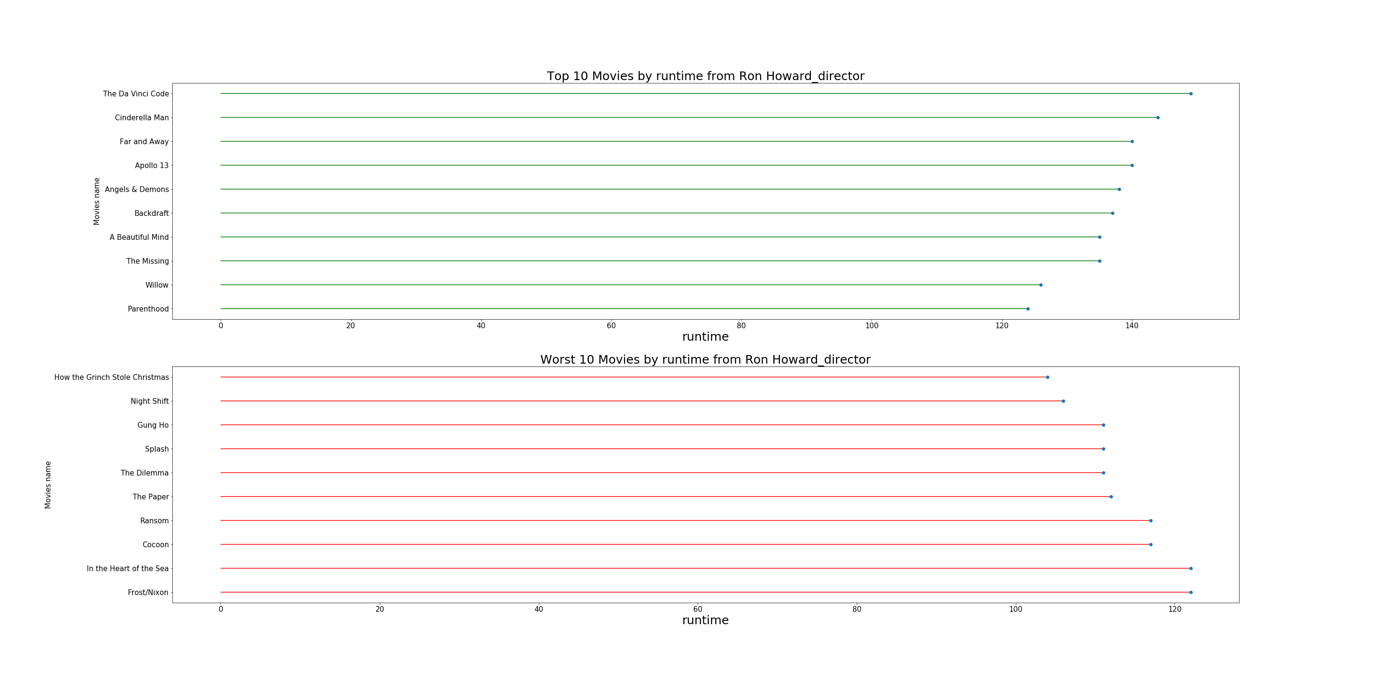 Top 10 Movies by runtime from Ron Howard_director
Movies name
The Da Vinci Code
Cinderella Man
Far and Away
Apollo 13
Angels & Demons
Backdraft
A Beautiful Mind
The Missing
Willow
Parenthood
0 20 40 60 80 100 120 140
runtime
Worst 10 Movies by runtime from Ron Howard_director
Movies name
How the Grinch Stole Christmas
Night Shift
Gung Ho
Splash
The Dilemma
The Paper
Ransom
Cocoon
In the Heart of the Sea
Frost/Nixon
0 20 40 60 80 100 120
runtime